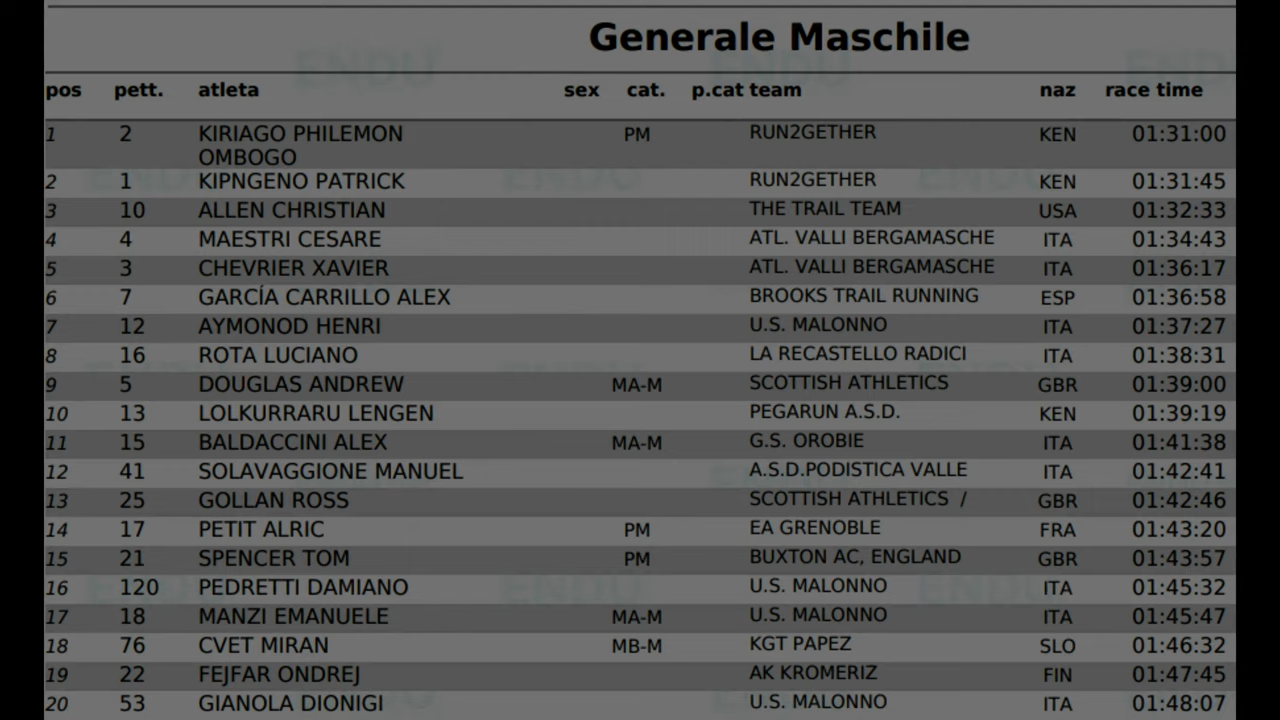 Generale Maschile
pos pett. atleta sex cat. p.cat team naz race time
1 2 KIRIAGO PHILEMON PM RUN2GETHER KEN 01:31:00
OMBOGO
2 1 KIPNGENO PATRICK RUN2GETHER KEN 01:31:45
3 10 ALLEN CHRISTIAN THE TRAIL TEAM USA 01:32:33
4 4 MAESTRI CESARE ATL. VALLI BERGAMASCHE ITA 01:34:43
5 3 CHEVRIER XAVIER ATL. VALLI BERGAMASCHE ITA 01:36:17
6 7 GARCÍA CARRILLO ALEX BROOKS TRAIL RUNNING ESP 01:36:58
7 12 AYMONOD HENRI U.S. MALONNO ITA 01:37:27
8 16 ROTA LUCIANO LA RECASTELLO RADICI ITA 01:38:31
9 5 DOUGLAS ANDREW MA-M SCOTTISH ATHLETICS GBR 01:39:00
10 13 LOLKURRARU LENGEN PEGARUN A.S.D. KEN 01:39:19
11 15 BALDACCINI ALEX MA-M G.S. OROBIE ITA 01:41:38
12 41 SOLAVAGGIONE MANUEL A.S.D.PODISTICA VALLE ITA 01:42:41
13 25 GOLLAN ROSS SCOTTISH ATHLETICS / GBR 01:42:46
14 17 PETIT ALRIC PM EA GRENOBLE FRA 01:43:20
15 21 SPENCER TOM PM BUXTON AC, ENGLAND GBR 01:43:57
16 120 PEDRETTI DAMIANO U.S. MALONNO ITA 01:45:32
17 18 MANZI EMANUELE MA-M U.S. MALONNO ITA 01:45:47
18 76 CVET MIRAN MB-M KGT PAPEZ SLO 01:46:32
19 22 FEJFAR ONDREJ AK KROMERIZ FIN 01:47:45
20 53 GIANOLA DIONIGI U.S. MALONNO ITA 01:48:07